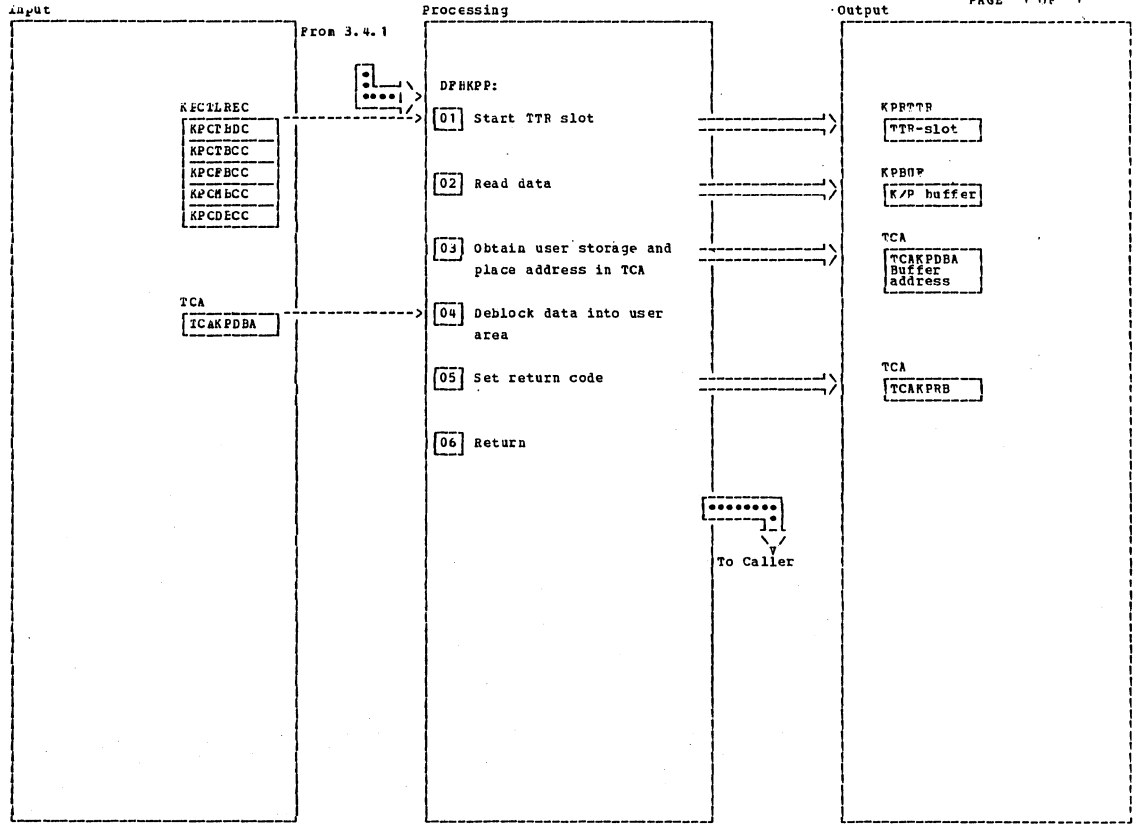 Input
Processing
Output
From 3.4.1
DFHKPP:
KPCTLREC
KPCTBCC
KPCPBCC
KPCMBCC
KPCDECC
01 Start TTR slot
KPBTTR
TTR-slot
02 Read data
KPBUF
K/P buffer
03 Obtain user storage and
place address in TCA
TCA
TCAKPDBA
Buffer
address
TCA
TCAKPDBA
04 Deblock data into user
area
05 Set return code
TCA
TCAKPRB
06 Return
To Caller